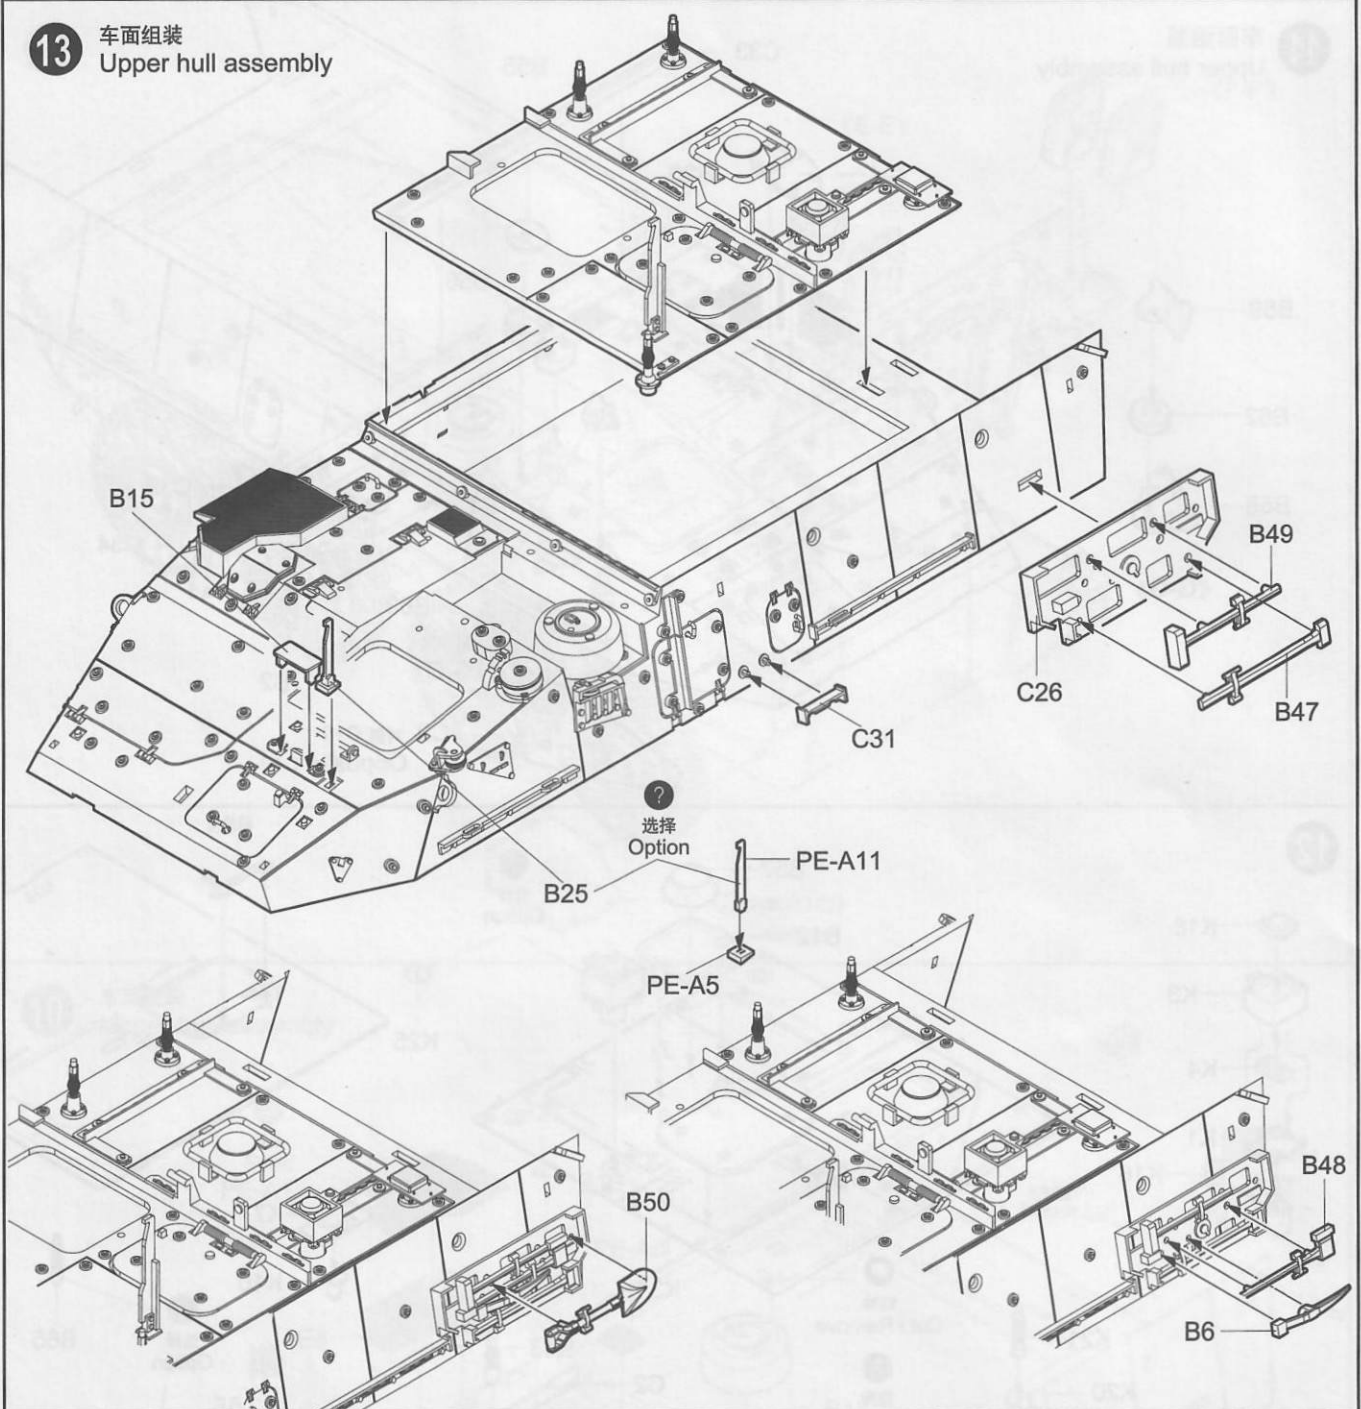 13
车面组装
Upper hull assembly
B15
B49
C26
B47
C31
?
选择
Option
PE-A11
B25
PE-A5
B50
B48
B6